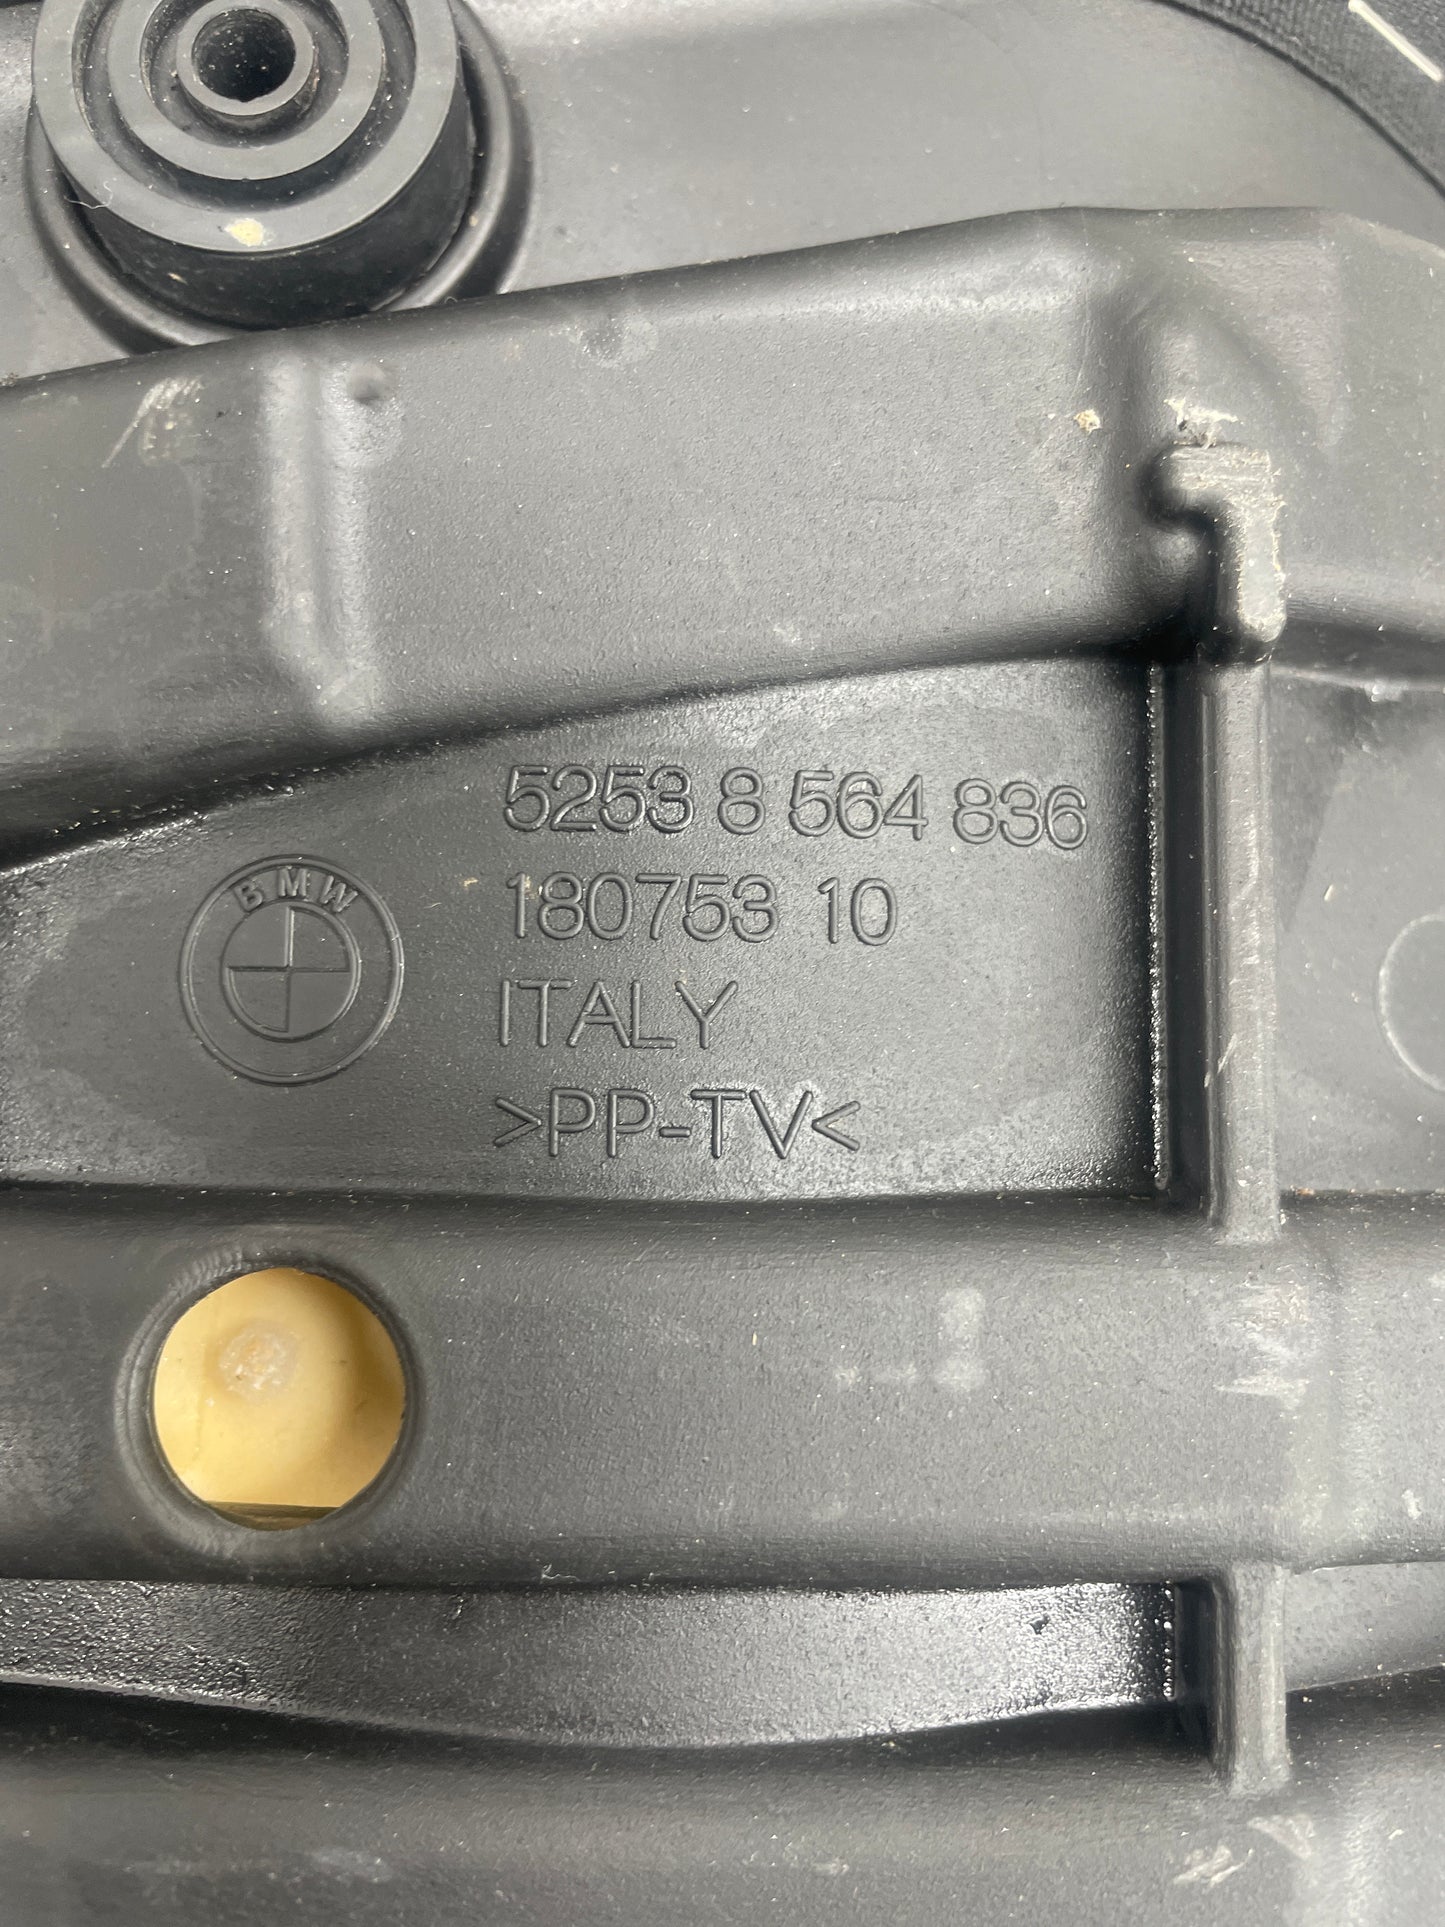 5253 8 564 836
180753 10
ITALY
>PP-TV<
BMW